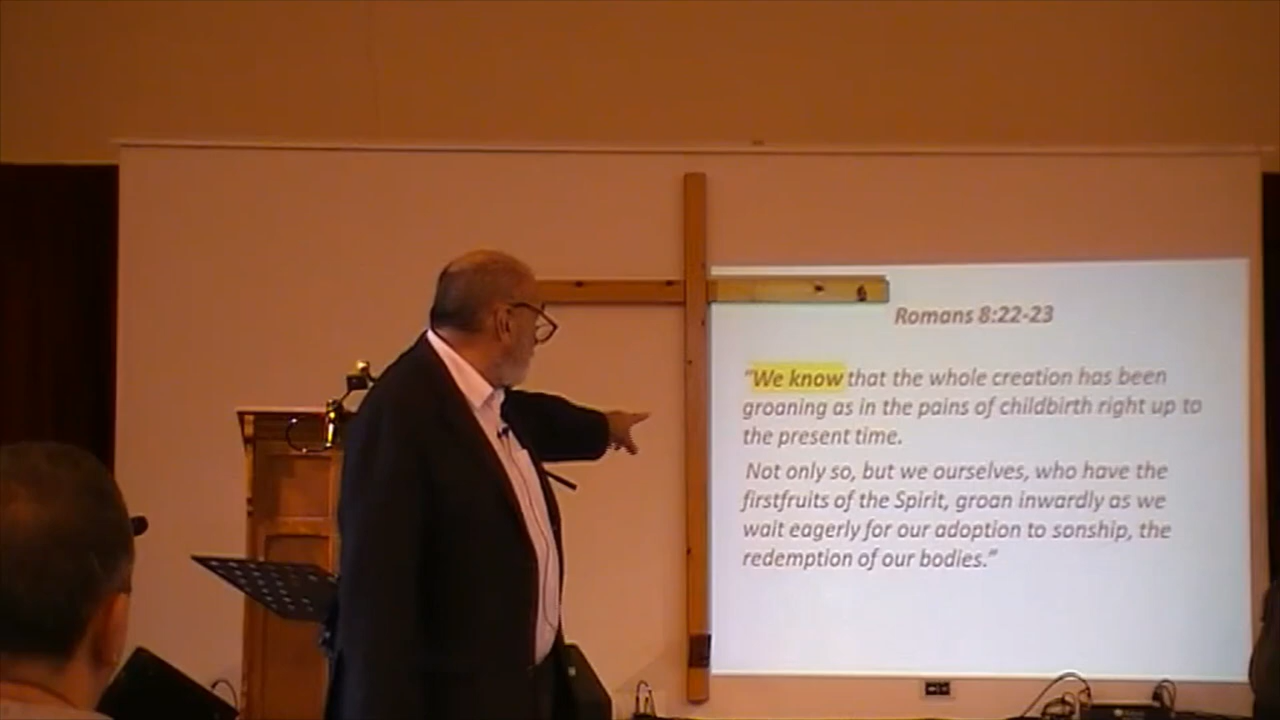 Romans 8:22-23
"We know that the whole creation has been
groaning as in the pains of childbirth right up to
the present time.
Not only so, but we ourselves, who have the
firstfruits of the Spirit, groan inwardly as we
wait eagerly for our adoption to sonship, the
redemption of our bodies."